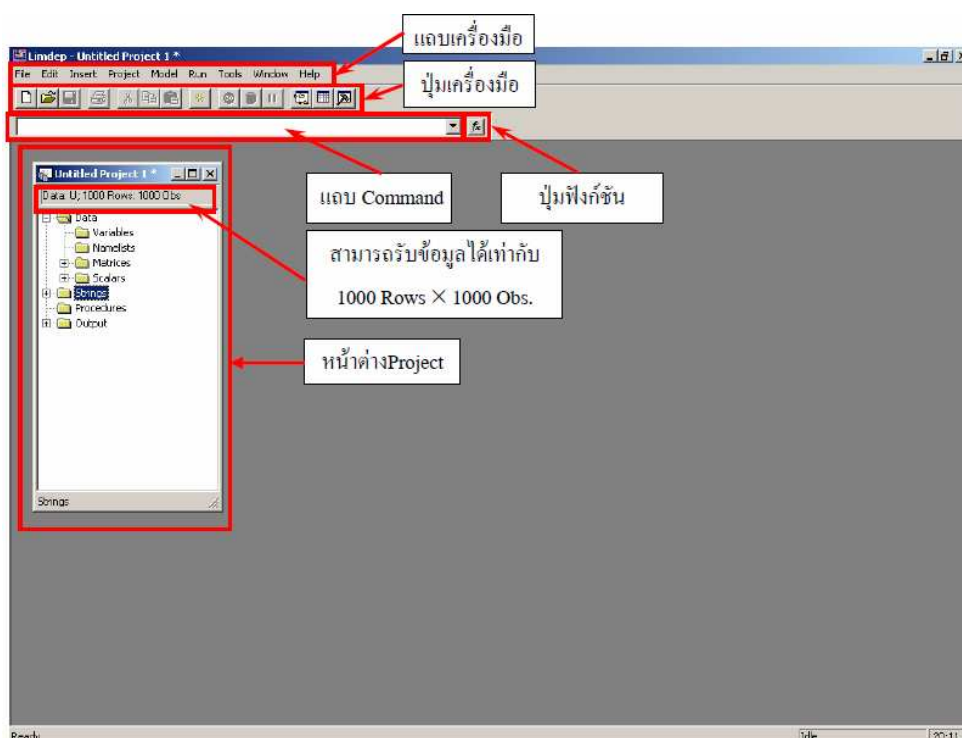 แถบเครื่องมือ
Limdep - Untitled Project 1 *
File Edit Insert Project Model Run Tools Window Help
ปุ่มเครื่องมือ
fx
Untitled Project 1 *
Data: U; 1000 Rows: 1000 Obs
Data
Variables
Namelists
Matrices
Scalars
Strings
Procedures
Output
แถบ Command
ปุ่มฟังก์ชัน
สามารถรับข้อมูลได้เท่ากับ
1000 Rows × 1000 Obs.
หน้าต่างProject
Strings
Ready
Idle
20:11